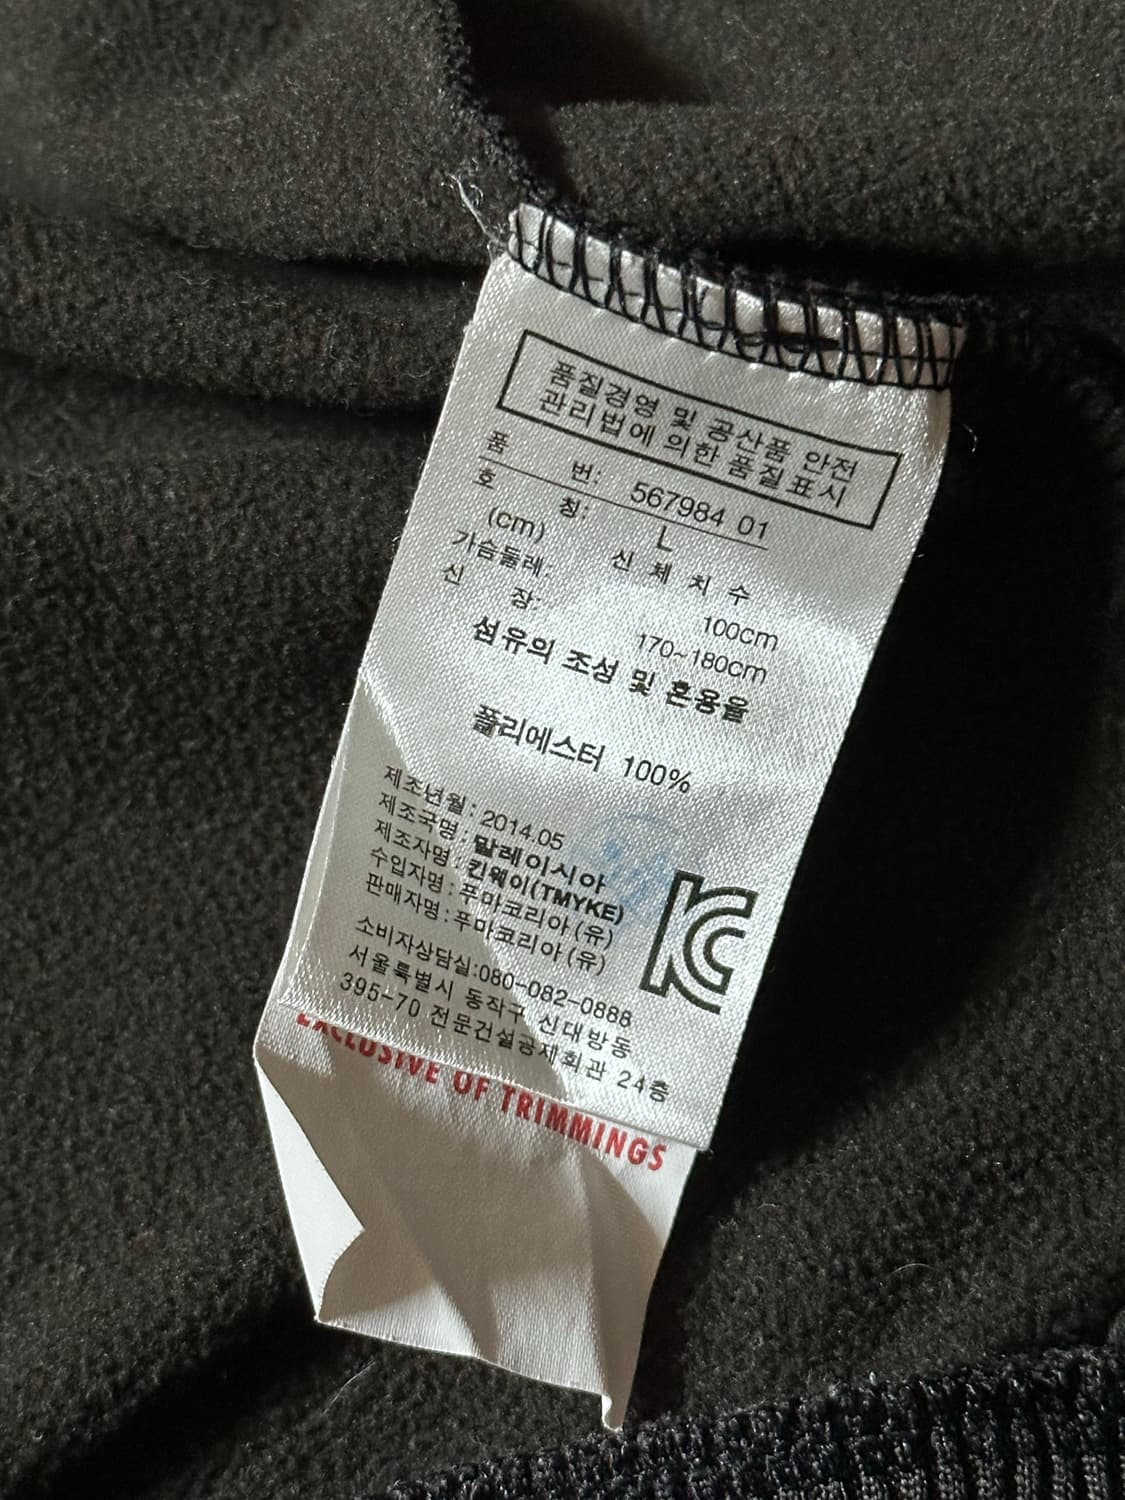 품질경영 및 공산품 안전
관리법에 의한 품질표시
품 번: 567984 01
호 칭: L
(cm) 신 체 치 수
가슴둘레: 100cm
신 장: 170~180cm
섬유의 조성 및 혼용율
폴리에스터 100%
제조년월: 2014.05
제조국명: 말레이시아
제조자명: 킨웨이(TMYKE)
수입자명: 푸마코리아(유)
판매자명: 푸마코리아(유)
소비자상담실:080-082-0888
서울특별시 동작구 신대방동
395-70 전문건설공제회관 24층
EXCLUSIVE OF TRIMMINGS